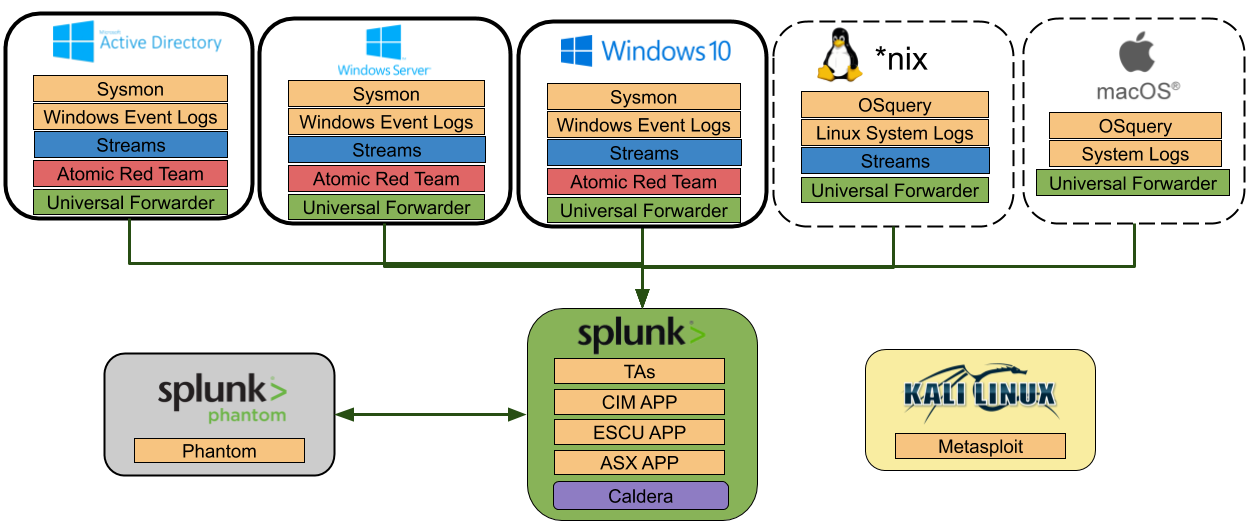 Microsoft
Active Directory
Sysmon
Windows Event Logs
Streams
Atomic Red Team
Universal Forwarder
Windows Server
Sysmon
Windows Event Logs
Streams
Atomic Red Team
Universal Forwarder
Windows 10
Sysmon
Windows Event Logs
Streams
Atomic Red Team
Universal Forwarder
*nix
OSquery
Linux System Logs
Streams
Universal Forwarder
macOS®
OSquery
System Logs
Universal Forwarder
splunk>
phantom
Phantom
splunk>
TAs
CIM APP
ESCU APP
ASX APP
Caldera
KALI LINUX
Metasploit